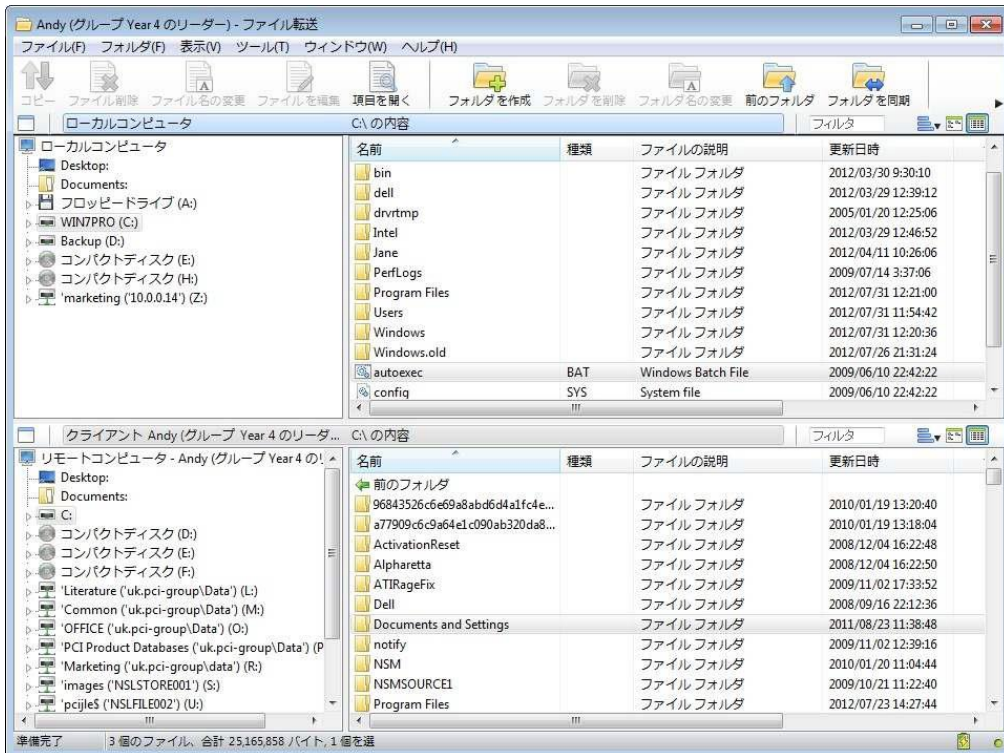 Andy (グループ Year 4 のリーダー) - ファイル転送
ファイル(F) フォルダ(F) 表示(V) ツール(T) ウィンドウ(W) ヘルプ(H)
コピー ファイル削除 ファイル名の変更 ファイルを編集 項目を開く フォルダを作成 フォルダを削除 フォルダ名の変更 前のフォルダ フォルダを同期
ローカルコンピュータ C:\ の内容 フィルタ
ローカルコンピュータ
Desktop:
Documents:
フロッピードライブ (A:)
WIN7PRO (C:)
Backup (D:)
コンパクトディスク (E:)
コンパクトディスク (H:)
'marketing ('10.0.0.14') (Z:)
名前 種類 ファイルの説明 更新日時
bin ファイル フォルダ 2012/03/30 9:30:10
dell ファイル フォルダ 2012/03/29 12:39:12
drvrtmp ファイル フォルダ 2005/01/20 12:25:06
Intel ファイル フォルダ 2012/03/29 12:46:52
Jane ファイル フォルダ 2012/04/11 10:26:06
PerfLogs ファイル フォルダ 2009/07/14 3:37:06
Program Files ファイル フォルダ 2012/07/31 12:21:00
Users ファイル フォルダ 2012/07/31 11:54:42
Windows ファイル フォルダ 2012/07/31 12:20:36
Windows.old ファイル フォルダ 2012/07/26 21:31:24
autoexec BAT Windows Batch File 2009/06/10 22:42:22
config SYS System file 2009/06/10 22:42:22
クライアント Andy (グループ Year 4 のリーダ... C:\ の内容 フィルタ
リモートコンピュータ - Andy (グループ Year 4 の
Desktop:
Documents:
C:
コンパクトディスク (D:)
コンパクトディスク (E:)
コンパクトディスク (F:)
'Literature ('uk.pci-group\Data') (L:)
'Common ('uk.pci-group\Data') (M:)
'OFFICE ('uk.pci-group\Data') (O:)
'PCI Product Databases ('uk.pci-group\Data') (P
'Marketing ('uk.pci-group\data') (R:)
'images ('NSLSTORE001') (S:)
'pcijle$ ('NSLFILE002') (U:)
名前 種類 ファイルの説明 更新日時
前のフォルダ
96843526c6e69a8abd6d4a1fc4e... ファイル フォルダ 2010/01/19 13:20:40
a77909c6c9a64e1c090ab320da8... ファイル フォルダ 2010/01/19 13:18:04
ActivationReset ファイル フォルダ 2008/12/04 16:22:48
Alpharetta ファイル フォルダ 2008/12/04 16:22:50
ATIRageFix ファイル フォルダ 2009/11/02 17:33:52
Dell ファイル フォルダ 2008/09/16 22:12:36
Documents and Settings ファイル フォルダ 2011/08/23 11:38:48
notify ファイル フォルダ 2009/11/02 12:39:16
NSM ファイル フォルダ 2010/01/20 11:04:44
NSMSOURCE1 ファイル フォルダ 2009/10/21 11:22:40
Program Files ファイル フォルダ 2012/07/23 14:27:44
準備完了 3 個のファイル、合計 25,165,858 バイト, 1 個を選